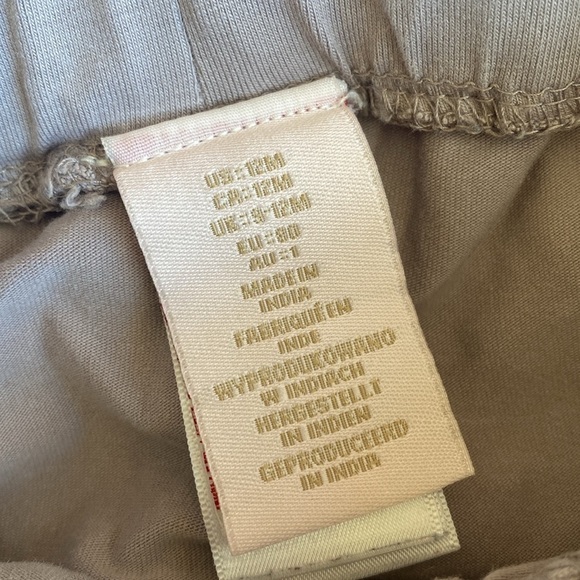 US:12M
CA:12M
UK:9-12M
EU:80
AU:1
MADE IN
INDIA
FABRIQUÉ EN
INDE
WYPRODUKOWANO
W INDIACH
HERGESTELLT
IN INDIEN
GEPRODUCEERD
IN INDIA